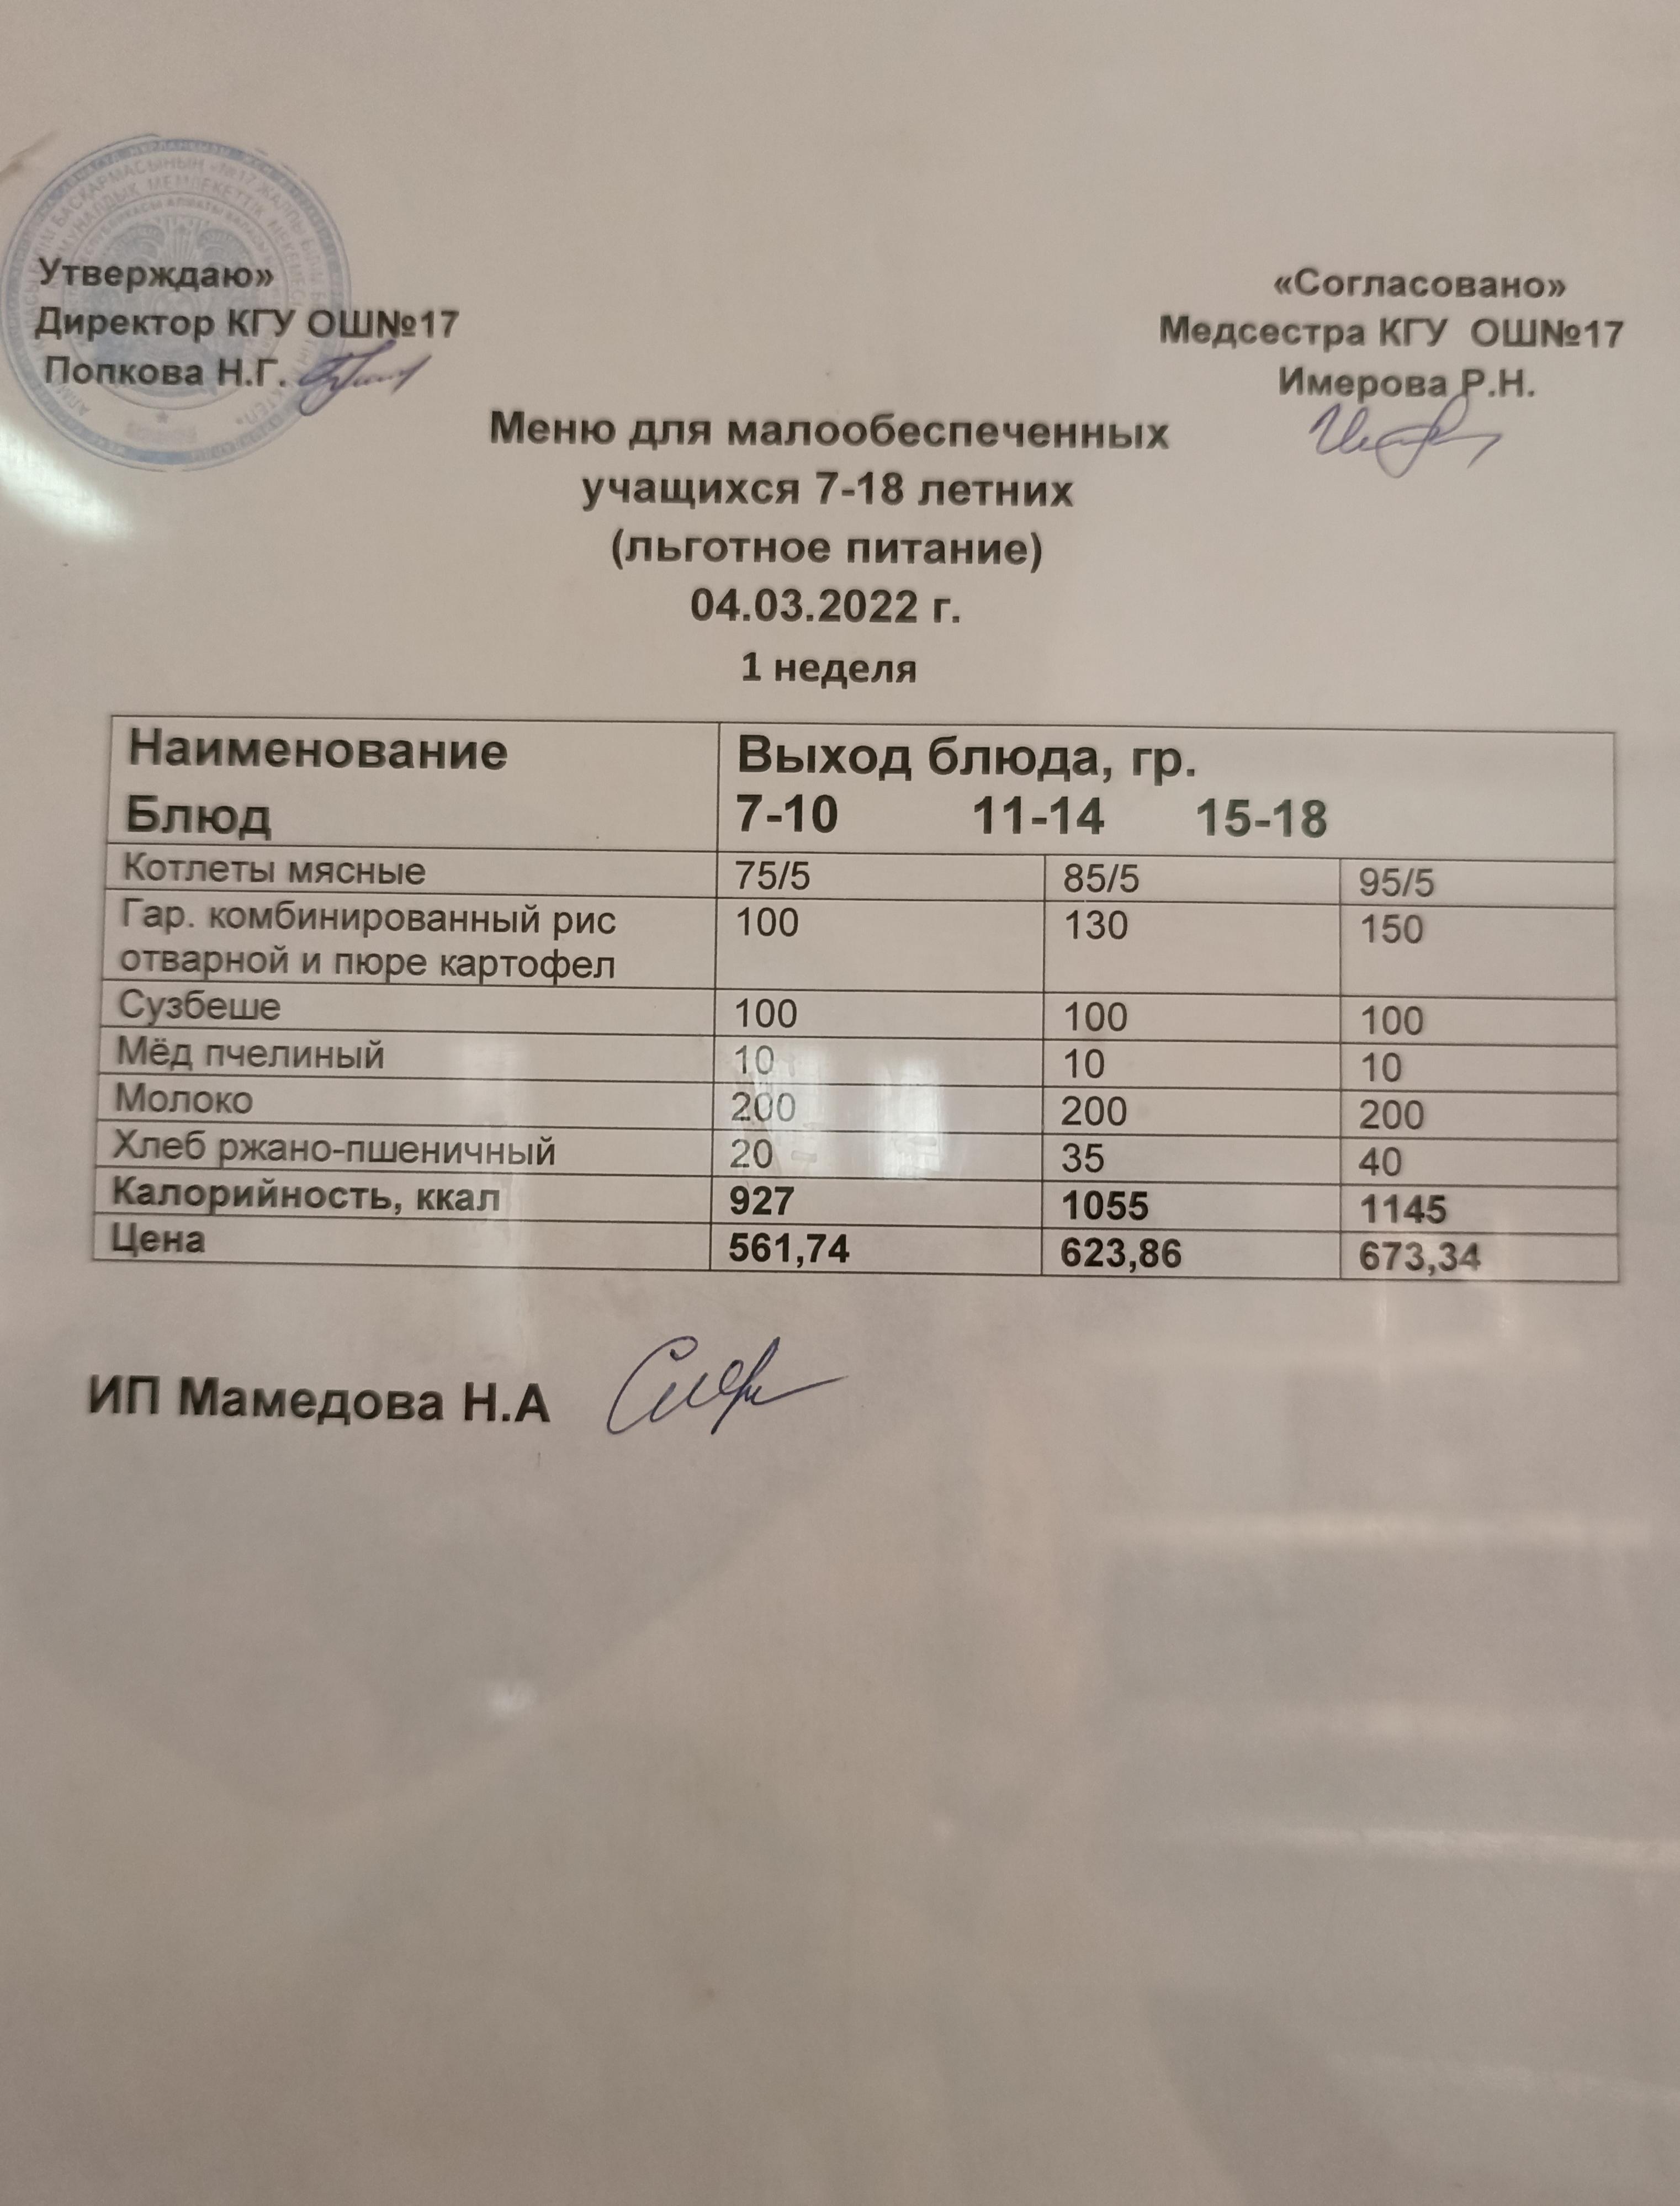 Утверждаю»
Директор КГУ ОШ№17
Попкова Н.Г.
«Согласовано»
Медсестра КГУ ОШ№17
Имерова Р.Н.
Меню для малообеспеченных
учащихся 7-18 летних
(льготное питание)
04.03.2022 г.
1 неделя
Наименование Выход блюда, гр.
Блюд 7-10 11-14 15-18
Котлеты мясные 75/5 85/5 95/5
Гар. комбинированный рис 100 130 150
отварной и пюре картофел
Сузбеше 100 100 100
Мёд пчелиный 10 10 10
Молоко 200 200 200
Хлеб ржано-пшеничный 20 35 40
Калорийность, ккал 927 1055 1145
Цена 561,74 623,86 673,34
ИП Мамедова Н.А